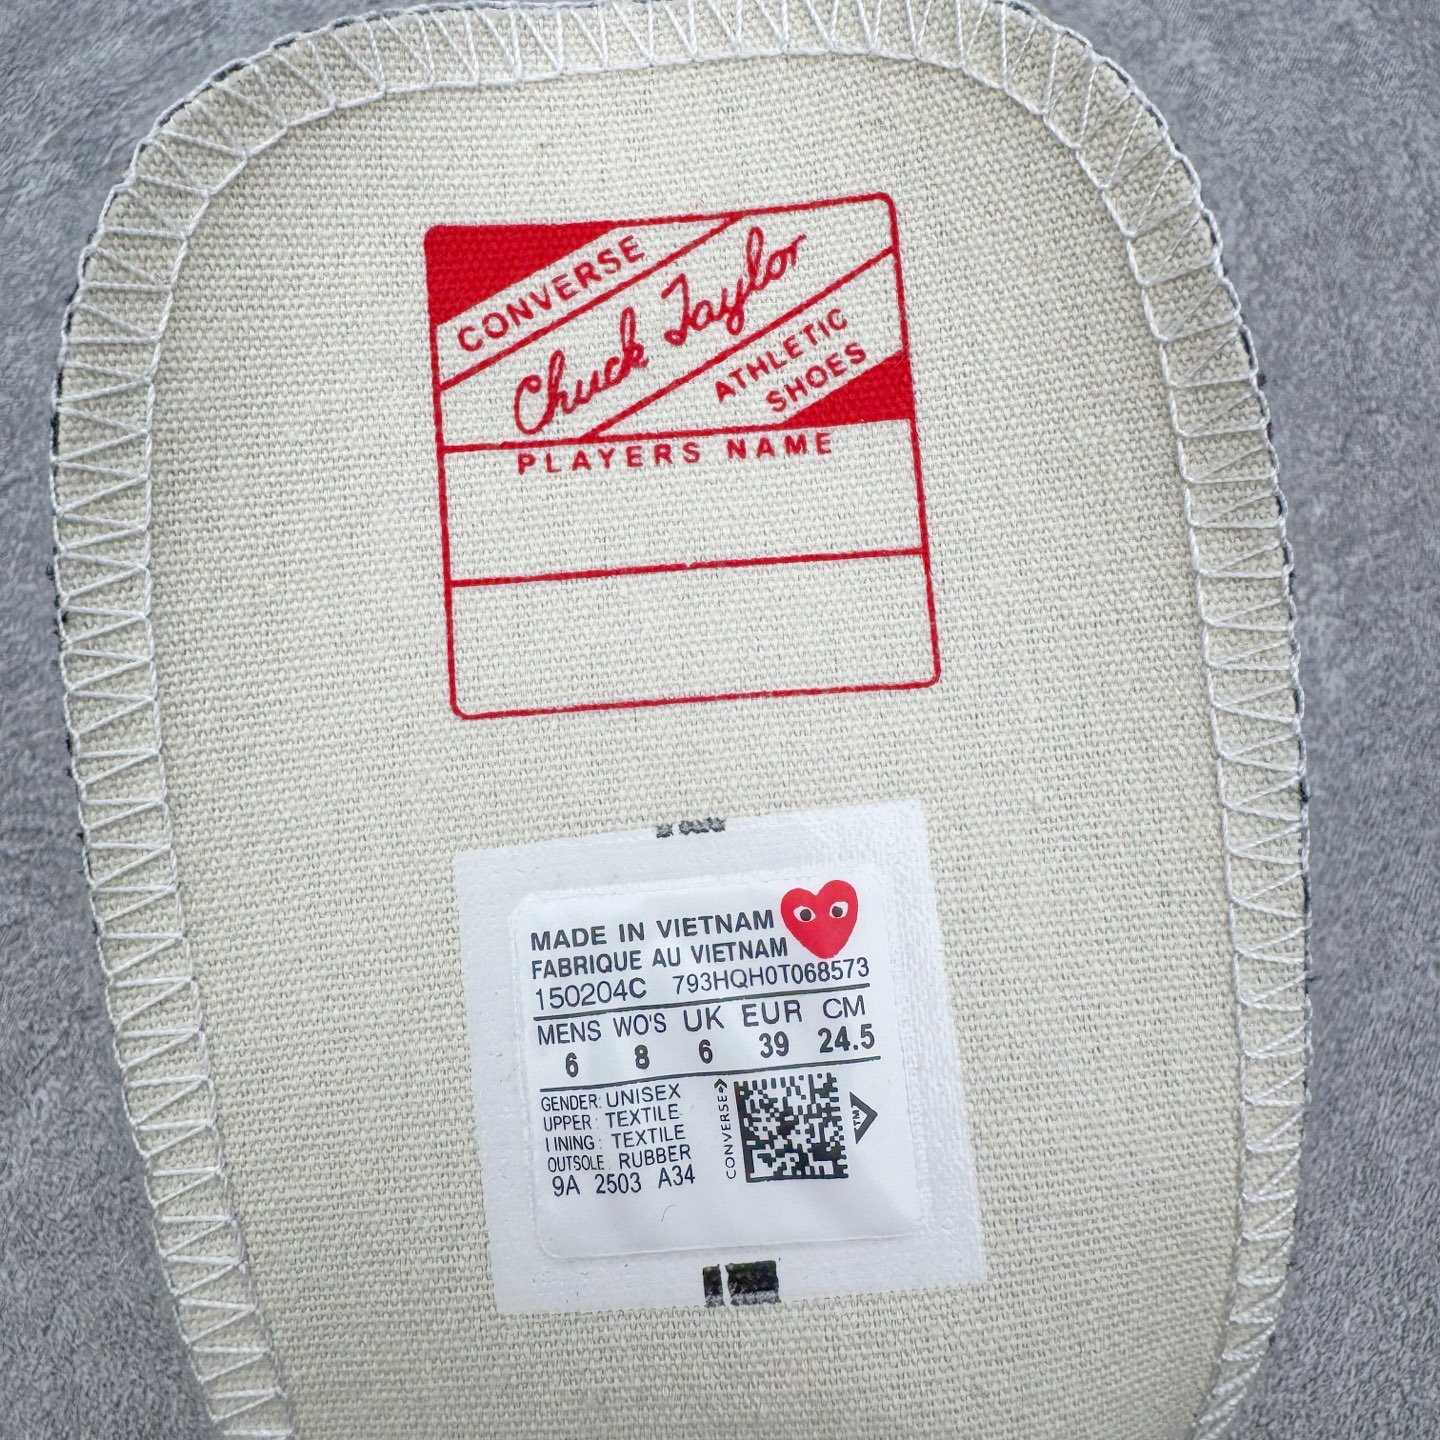 CONVERSE
Chuck Taylor
ATHLETIC
SHOES
PLAYERS NAME
MADE IN VIETNAM
FABRIQUE AU VIETNAM
150204C 793HQH0T068573
MENS WO'S UK EUR CM
6 8 6 39 24.5
GENDER: UNISEX
UPPER: TEXTILE
LINING: TEXTILE
OUTSOLE: RUBBER
9A 2503 A34
CONVERSE
TM